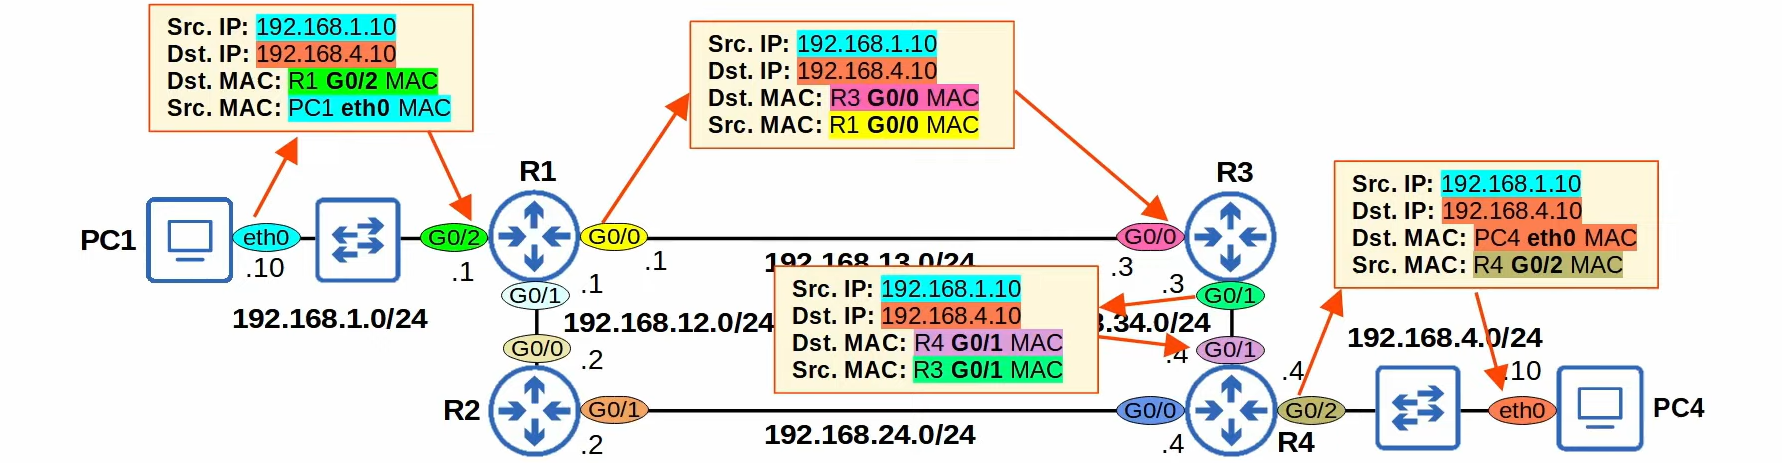 Src. IP: 192.168.1.10
Dst. IP: 192.168.4.10
Dst. MAC: R1 G0/2 MAC
Src. MAC: PC1 eth0 MAC
Src. IP: 192.168.1.10
Dst. IP: 192.168.4.10
Dst. MAC: R3 G0/0 MAC
Src. MAC: R1 G0/0 MAC
R1
R3
Src. IP: 192.168.1.10
Dst. IP: 192.168.4.10
Dst. MAC: PC4 eth0 MAC
Src. MAC: R4 G0/2 MAC
PC1
eth0
G0/2
G0/0
G0/0
.10
.1
.1
192.168.13.0/24
.3
G0/1
.1
.3
G0/1
Src. IP: 192.168.1.10
Dst. IP: 192.168.4.10
Dst. MAC: R4 G0/1 MAC
Src. MAC: R3 G0/1 MAC
192.168.1.0/24
192.168.12.0/24
3.34.0/24
192.168.4.0/24
G0/0
.2
.4
G0/1
.4
.10
R2
G0/1
G0/0
G0/2
eth0
PC4
.2
192.168.24.0/24
.4
R4